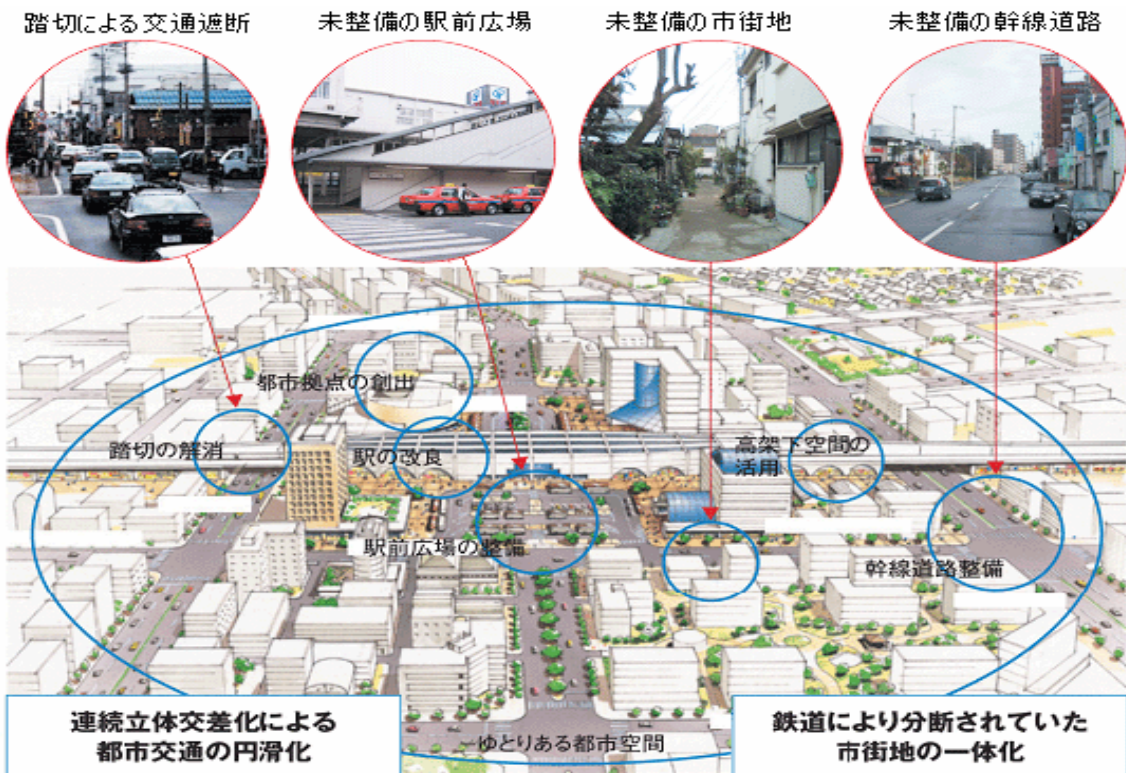 踏切による交通遮断
未整備の駅前広場
未整備の市街地
未整備の幹線道路
都市拠点の創出
踏切の解消
駅の改良
高架下空間の
活用
駅前広場の整備
幹線道路整備
連続立体交差化による
都市交通の円滑化
ゆとりある都市空間
鉄道により分断されていた
市街地の一体化